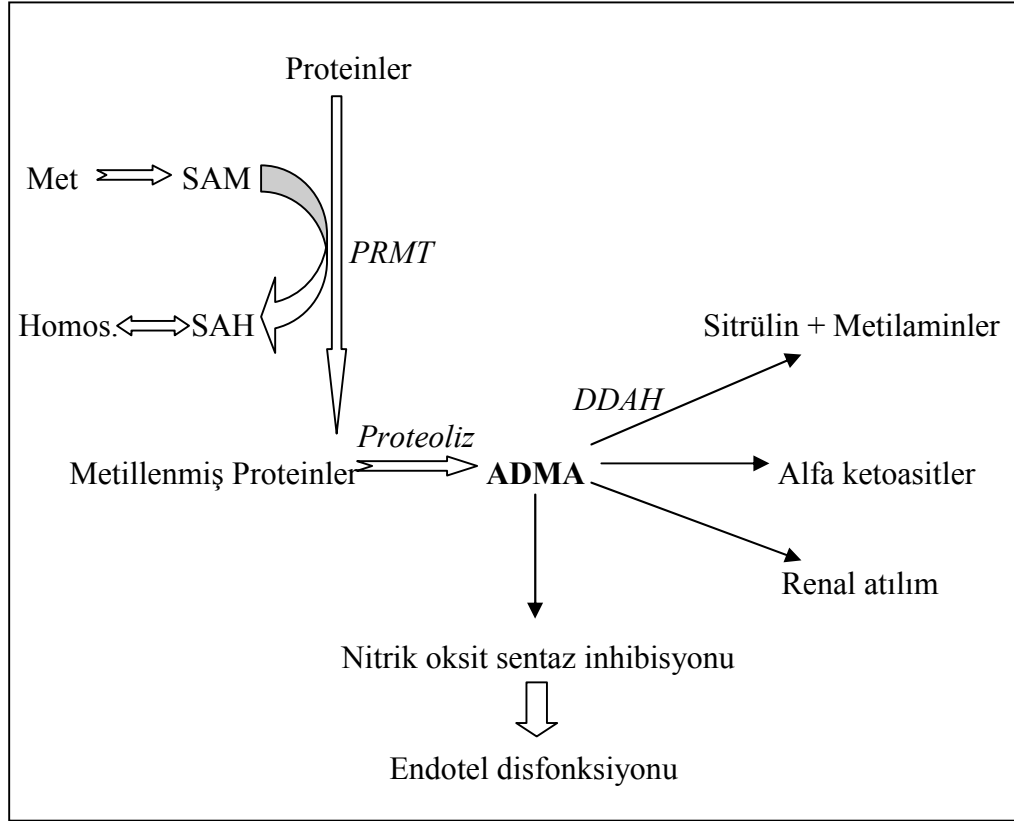 Proteinler
Met
SAM
PRMT
Homos.
SAH
Sitrülin + Metilaminler
DDAH
Proteoliz
Metillenmiş Proteinler
ADMA
Alfa ketoasitler
Renal atılım
Nitrik oksit sentaz inhibisyonu
Endotel disfonksiyonu